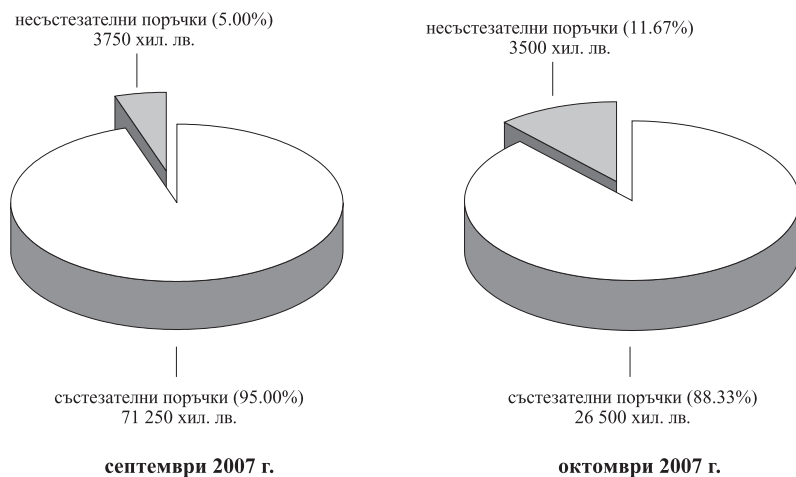 несъстезателни поръчки (5.00%)
3750 хил. лв.
несъстезателни поръчки (11.67%)
3500 хил. лв.
състезателни поръчки (95.00%)
71 250 хил. лв.
състезателни поръчки (88.33%)
26 500 хил. лв.
септември 2007 г.
октомври 2007 г.